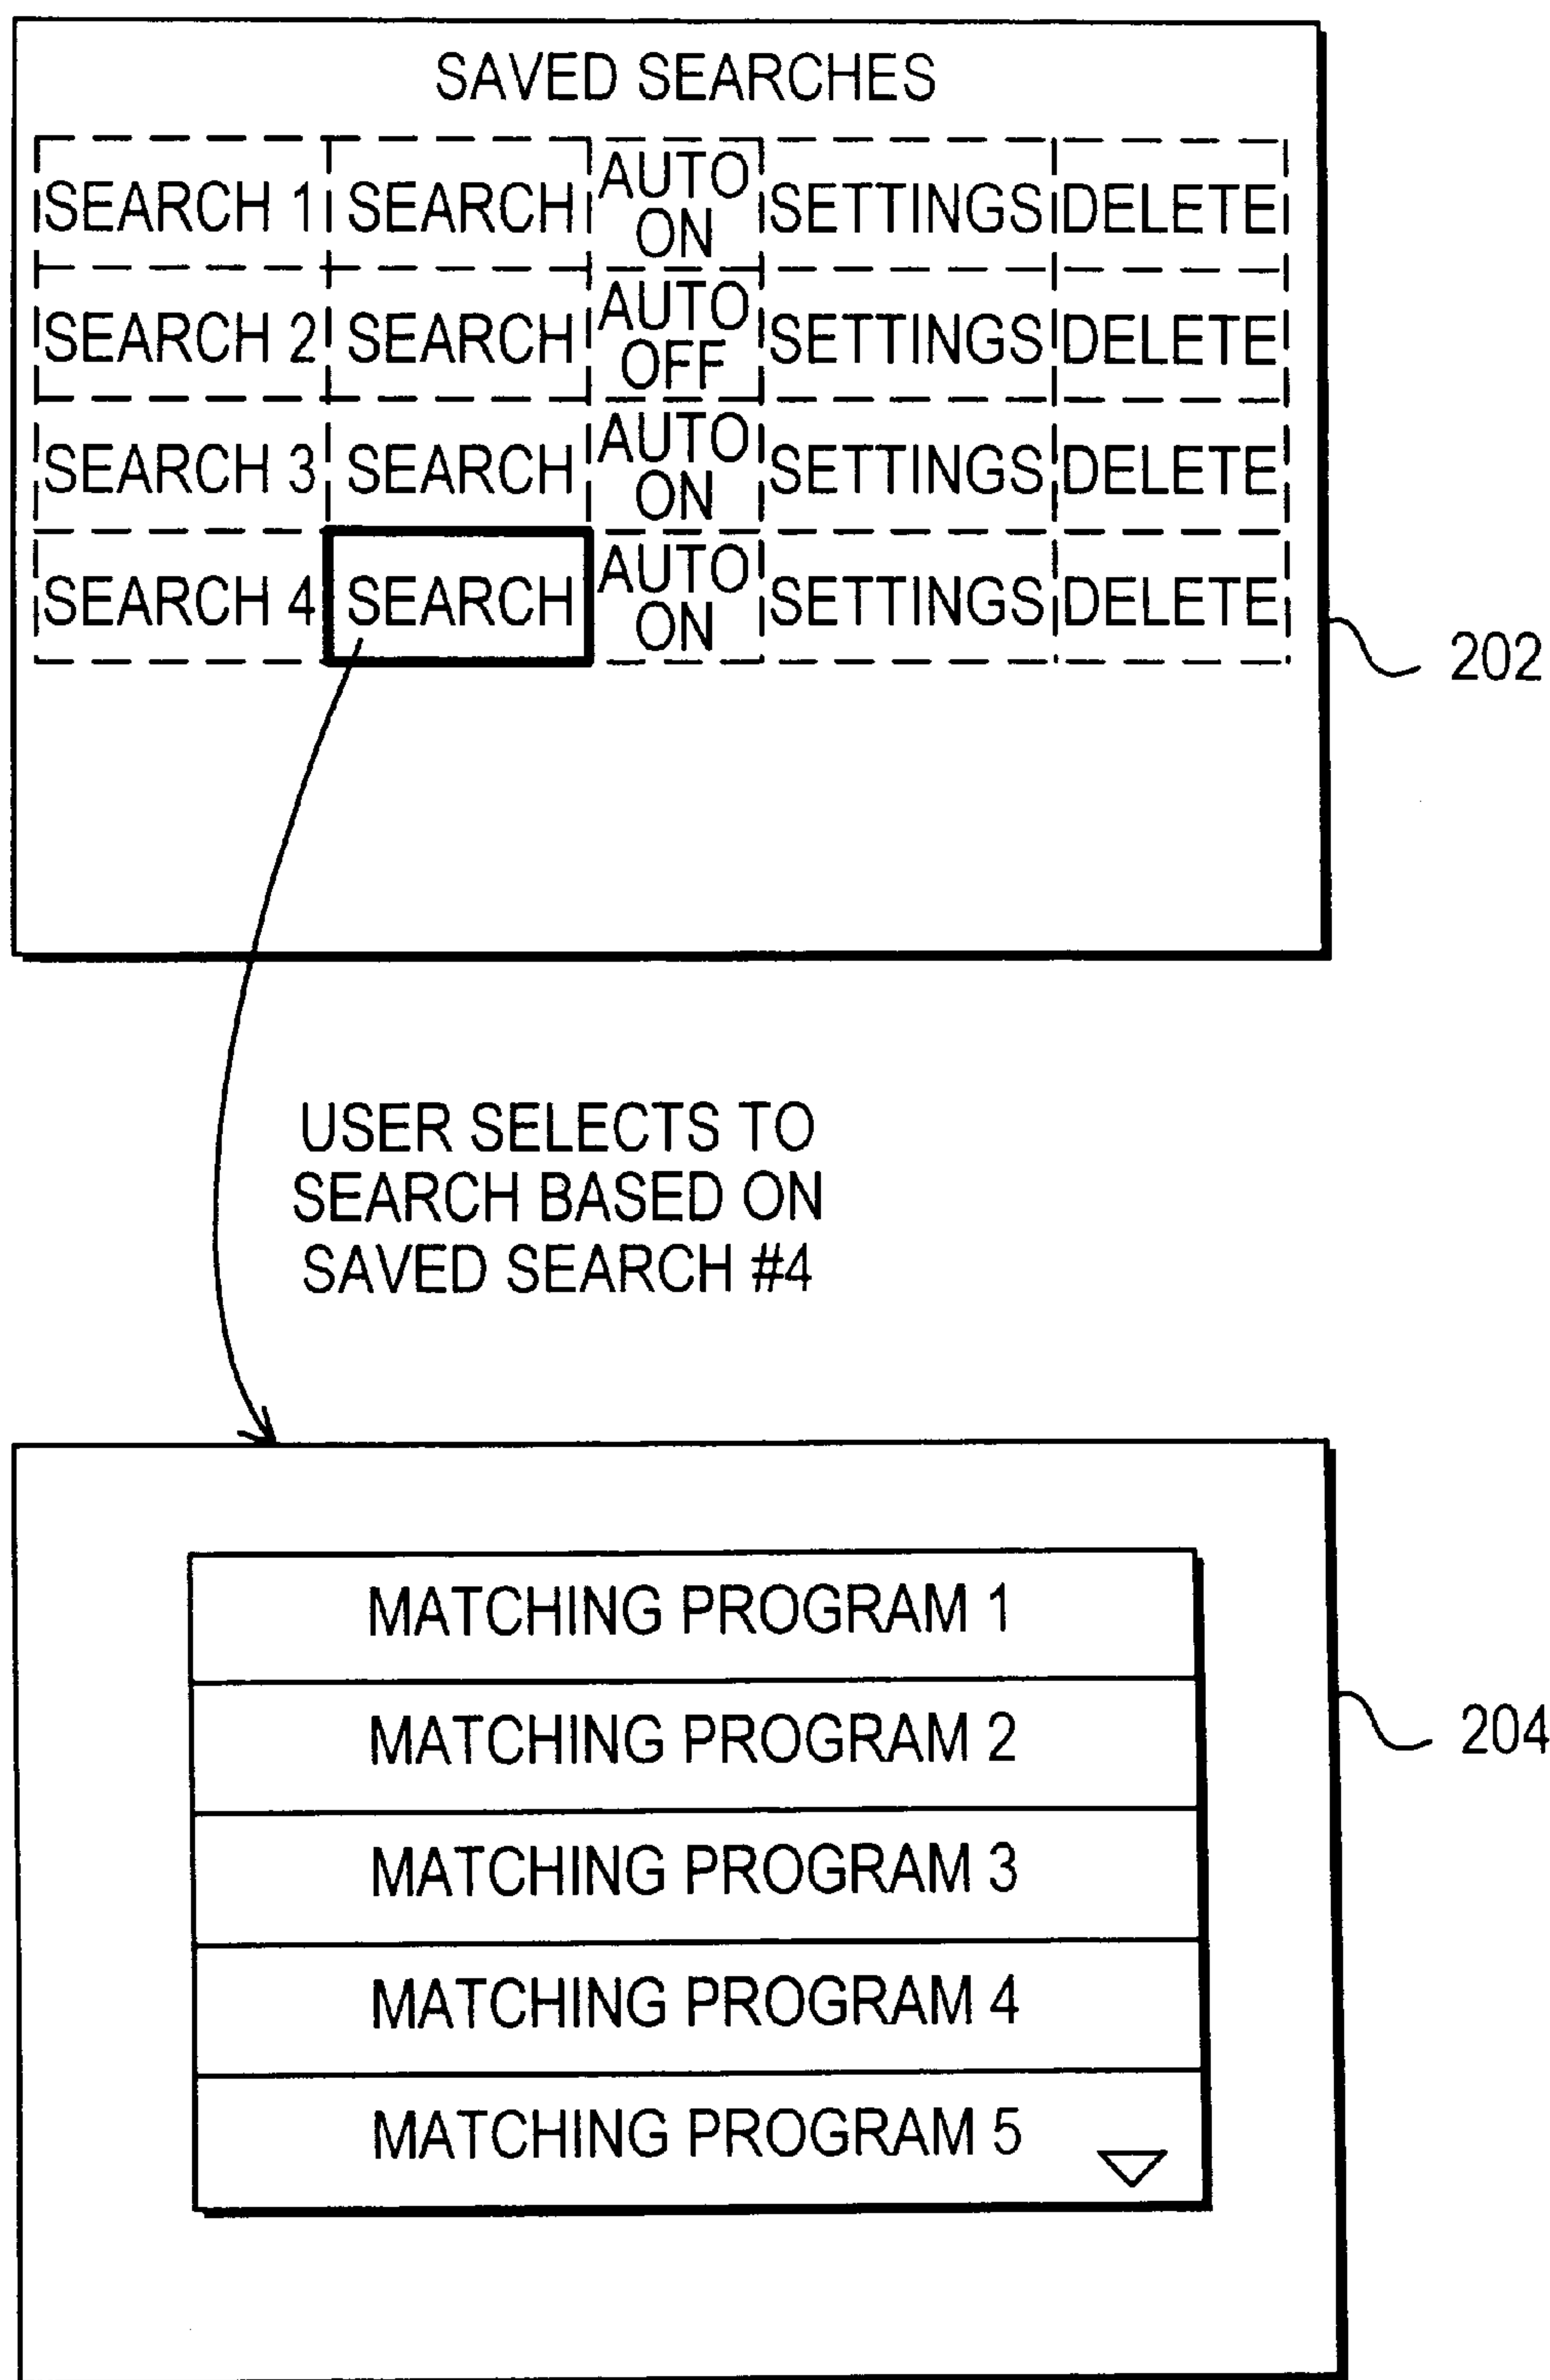 SAVED SEARCHES
SEARCH 1 SEARCH AUTO ON SETTINGS DELETE
SEARCH 2 SEARCH AUTO OFF SETTINGS DELETE
SEARCH 3 SEARCH AUTO ON SETTINGS DELETE
SEARCH 4 SEARCH AUTO ON SETTINGS DELETE
202
USER SELECTS TO
SEARCH BASED ON
SAVED SEARCH #4
MATCHING PROGRAM 1
MATCHING PROGRAM 2
204
MATCHING PROGRAM 3
MATCHING PROGRAM 4
MATCHING PROGRAM 5